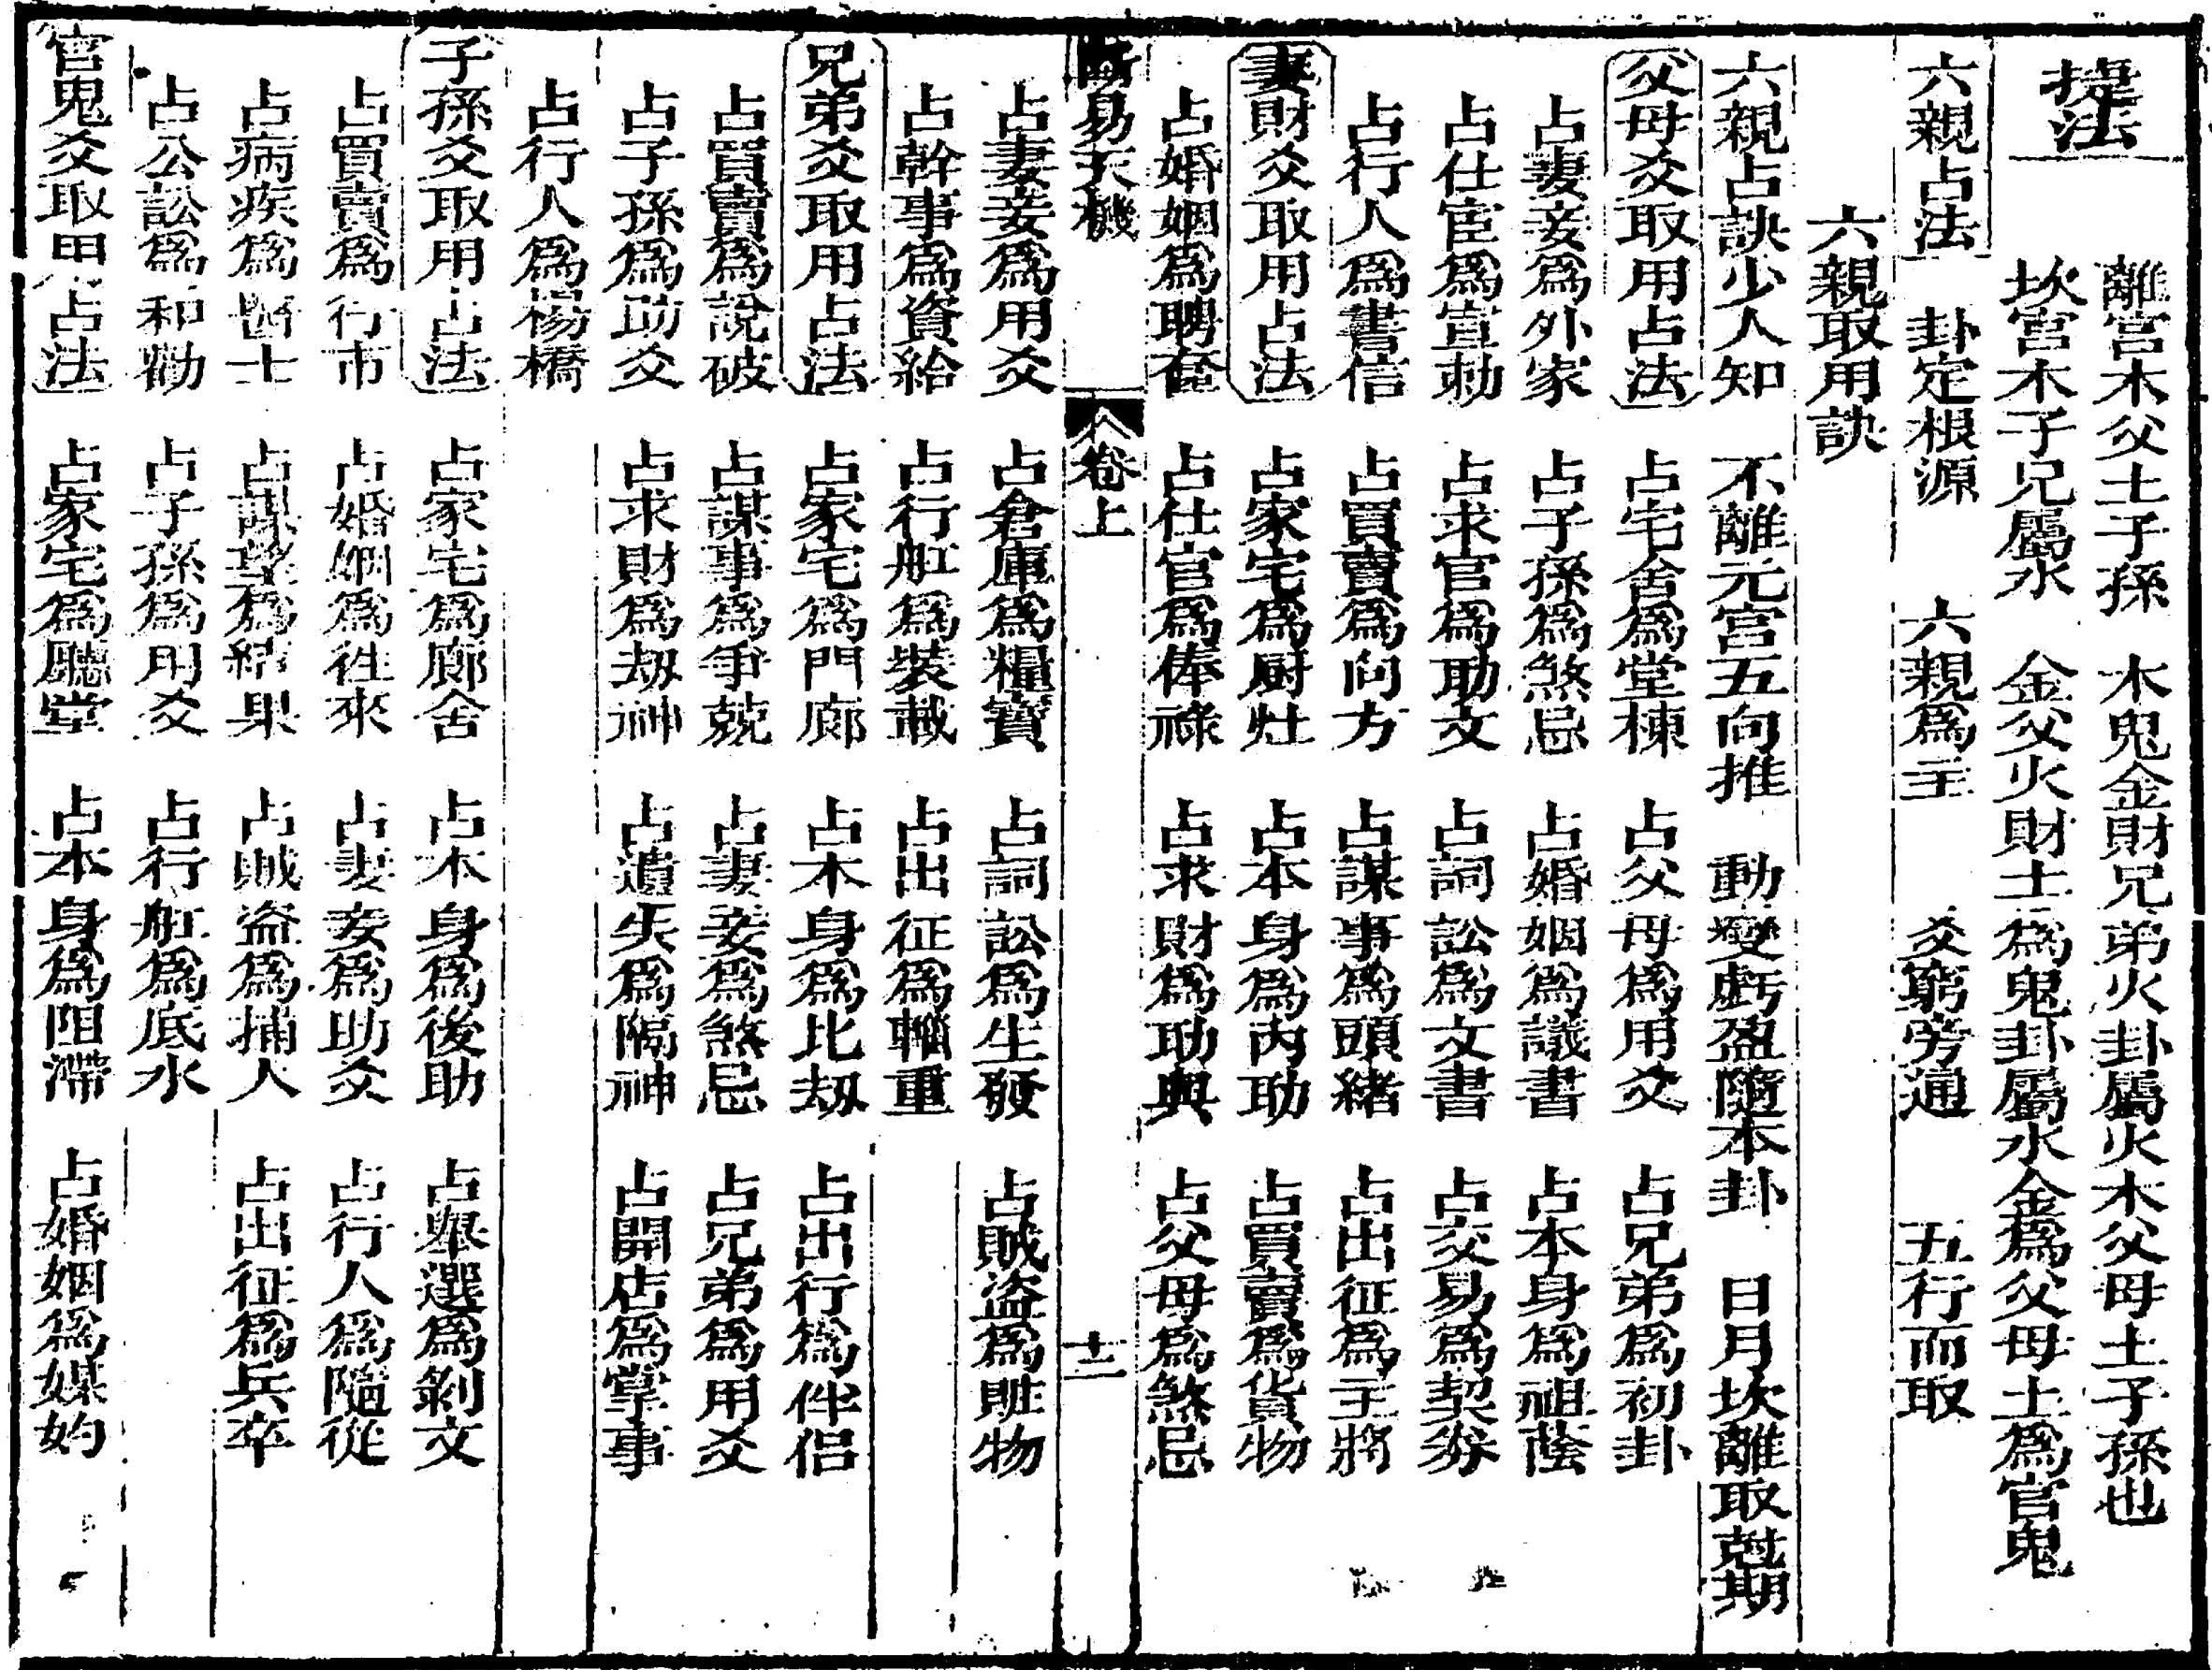 捷法
離宮木父土子孫　木鬼金財兄弟火卦屬火木父母土子孫也
坎宮木子兄屬水　金父火財土爲鬼卦屬水金爲父母土爲官鬼
六親占法　卦定根源　六親爲主　爻窮旁通　五行而取
六親取用訣
六親占訣少人知　不離元宮五向推　動變虧盈隨本卦　日月坎離取尅期
父母爻取用占法　占宅舍爲堂棟　占父母爲用爻　占兄弟爲初卦
占妻妾爲外家　占子孫爲煞忌　占婚姻爲議書　占本身爲祖蔭
占仕宦爲宣勅　占求官爲助文　占詞訟爲文書　占交易爲契券
占行人爲書信　占買賣爲向方　占謀事爲頭緒　占出征爲主將
妻財爻取用占法　占家宅爲厨灶　占本身爲內助　占買賣爲貨物
占婚姻爲聘奩　占仕官爲俸祿　占求財爲助興　占父母爲煞忌
斷易天機　卷上　十二
占妻妾爲用爻　占倉庫爲糧寶　占詞訟爲生發　占賊盜爲賍物
占幹事爲資給　占行舡爲裝載　占出征爲輜重
兄弟爻取用占法　占家宅爲門廊　占本身爲比劫　占出行爲伴侣
占買賣爲說破　占謀事爲爭競　占妻妾爲煞忌　占兄弟爲用爻
占子孫爲助爻　占求財爲劫神　占遺失爲隔神　占開店爲掌事
占行人爲楊橋
子孫爻取用占法　占家宅爲廊舍　占本身爲後助　占舉選爲剝文
占買賣爲行市　占婚姻爲往來　占妻妾爲助爻　占行人爲隨從
占病疾爲醫士　占謀望爲結果　占賊盜爲捕人　占出征爲兵卒
占公訟爲和勸　占子孫爲用爻　占行舡爲底水
官鬼爻取用占法　占家宅爲廳堂　占本身爲阻滯　占婚姻爲媒妁